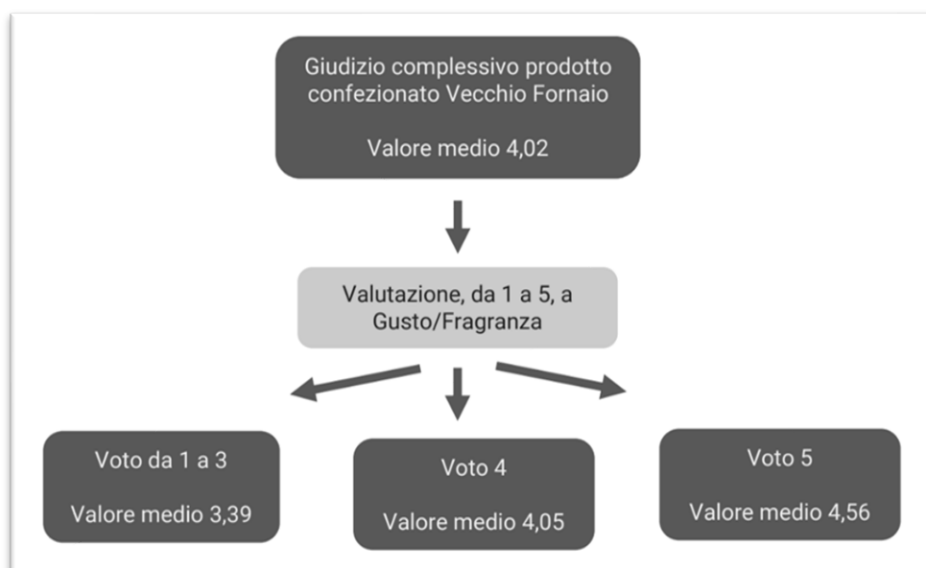 Giudizio complessivo prodotto
confezionato Vecchio Fornaio
Valore medio 4,02
Valutazione, da 1 a 5, a
Gusto/Fragranza
Voto da 1 a 3
Valore medio 3,39
Voto 4
Valore medio 4,05
Voto 5
Valore medio 4,56